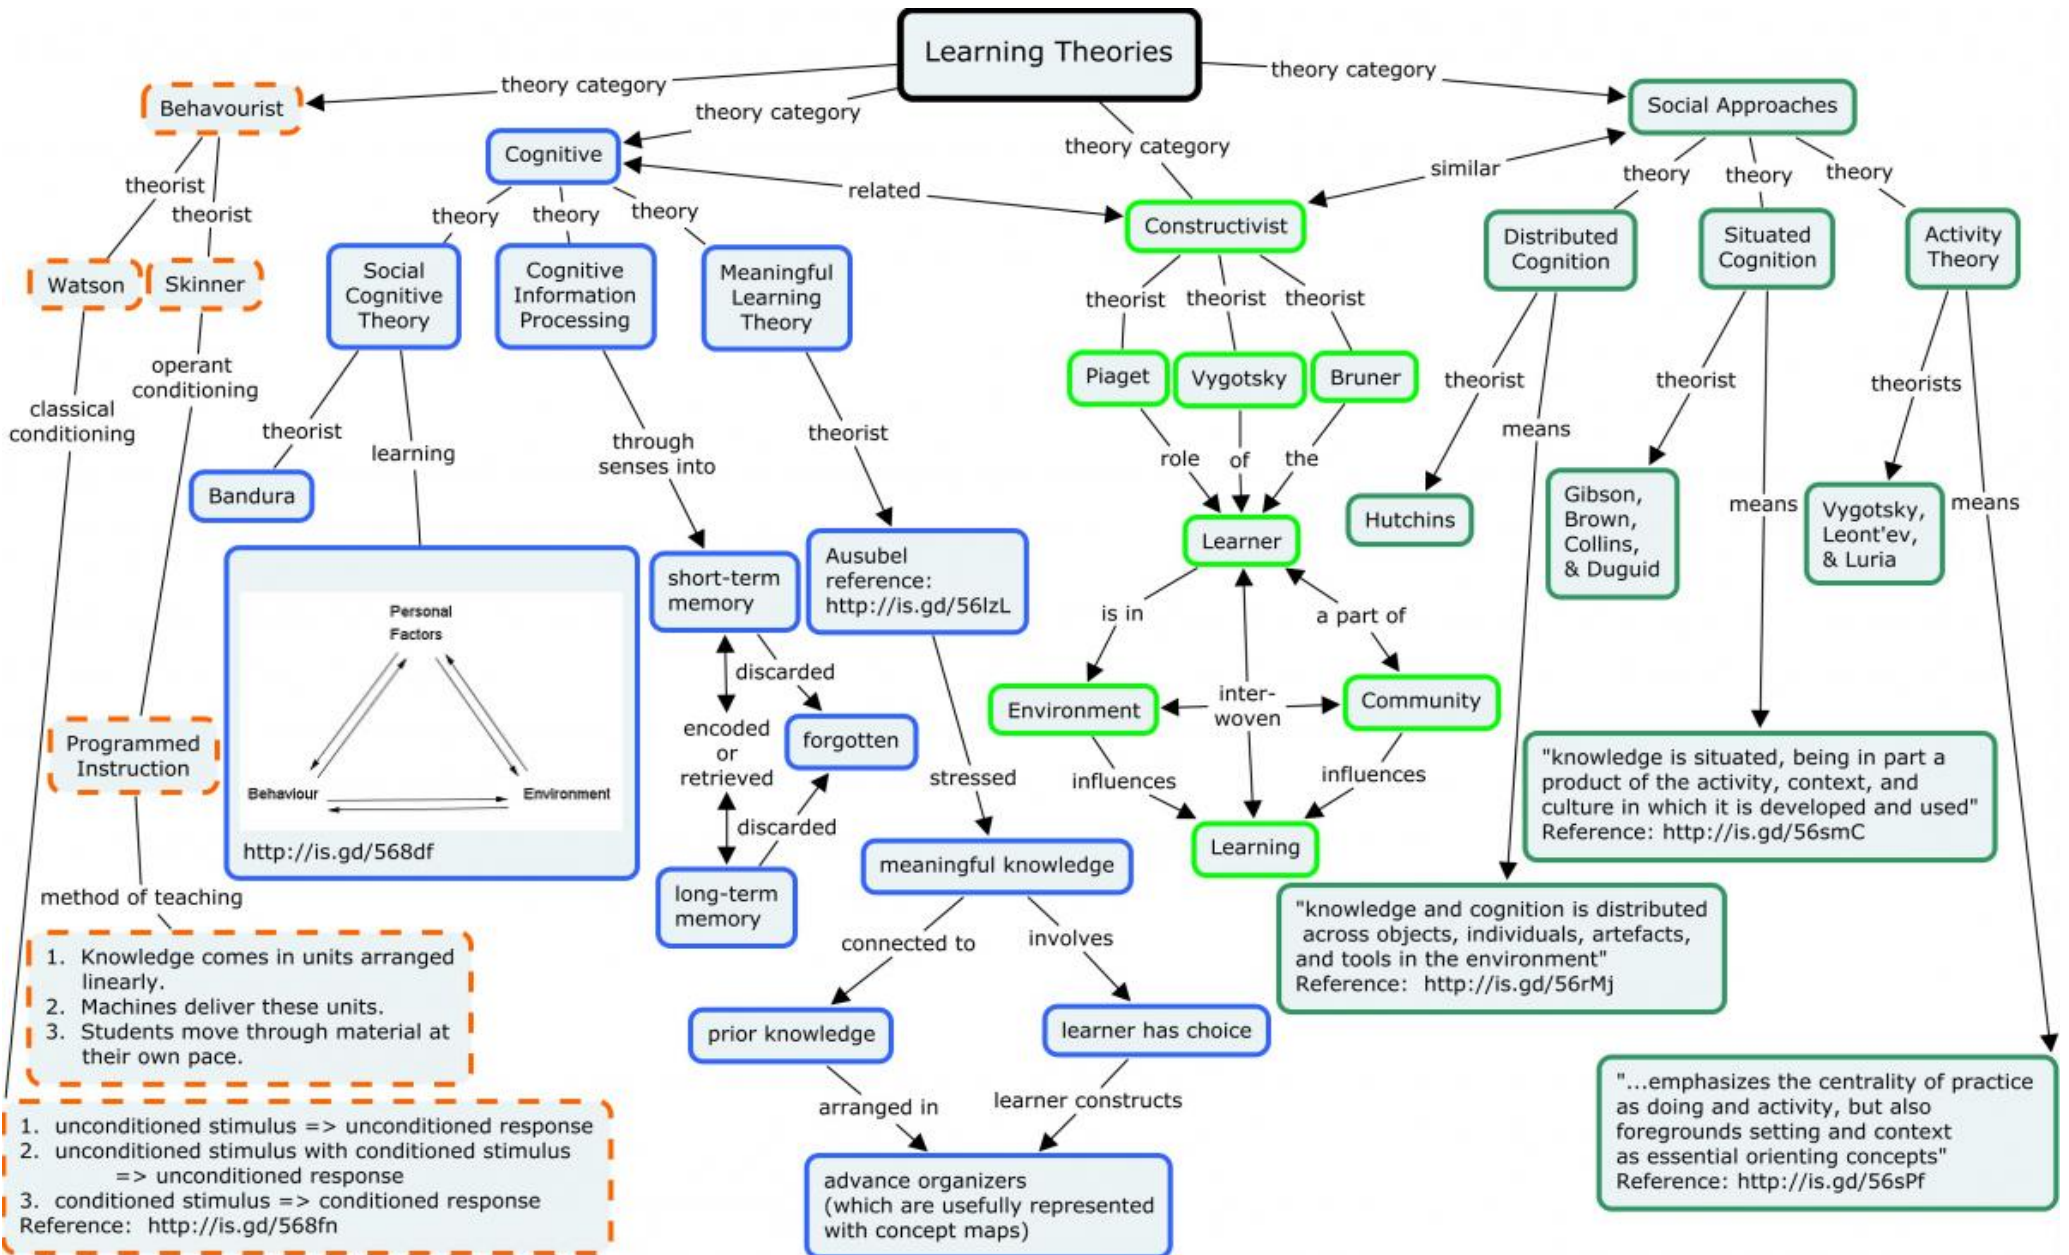 Learning Theories
theory category
theory category
theory category
theory category
Behavourist
theorist
theorist
Watson
Skinner
classical
conditioning
operant
conditioning
Programmed
Instruction
method of teaching
1. Knowledge comes in units arranged
linearly.
2. Machines deliver these units.
3. Students move through material at
their own pace.
1. unconditioned stimulus => unconditioned response
2. unconditioned stimulus with conditioned stimulus
=> unconditioned response
3. conditioned stimulus => conditioned response
Reference: http://is.gd/568fn
Cognitive
related
theory
theory
theory
Social
Cognitive
Theory
Cognitive
Information
Processing
Meaningful
Learning
Theory
theorist
learning
Bandura
Personal
Factors
Behaviour
Environment
http://is.gd/568df
through
senses into
short-term
memory
discarded
encoded
or
retrieved
forgotten
discarded
long-term
memory
theorist
Ausubel
reference:
http://is.gd/56lzL
stressed
meaningful knowledge
connected to
involves
prior knowledge
learner has choice
arranged in
learner constructs
advance organizers
(which are usefully represented
with concept maps)
Constructivist
similar
theorist
theorist
theorist
Piaget
Vygotsky
Bruner
role
of
the
Learner
is in
a part of
inter-
woven
Environment
Community
influences
influences
Learning
Social Approaches
theory
theory
theory
Distributed
Cognition
Situated
Cognition
Activity
Theory
theorist
means
Hutchins
theorist
means
Gibson,
Brown,
Collins,
& Duguid
theorists
means
Vygotsky,
Leont'ev,
& Luria
"knowledge is situated, being in part a
product of the activity, context, and
culture in which it is developed and used"
Reference: http://is.gd/56smC
"knowledge and cognition is distributed
across objects, individuals, artefacts,
and tools in the environment"
Reference: http://is.gd/56rMj
"...emphasizes the centrality of practice
as doing and activity, but also
foregrounds setting and context
as essential orienting concepts"
Reference: http://is.gd/56sPf